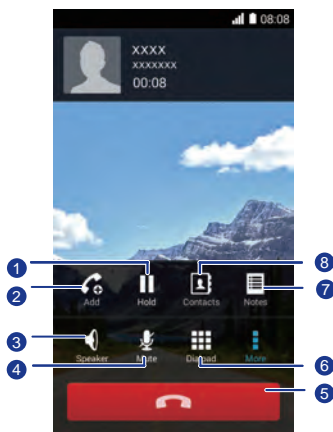 08:08
xxxx
xxxxxxx
00:08
1
8
2
7
Add
Hold
Contacts
Notes
3
4
Speaker
Mute
Dialpad
More
6
5